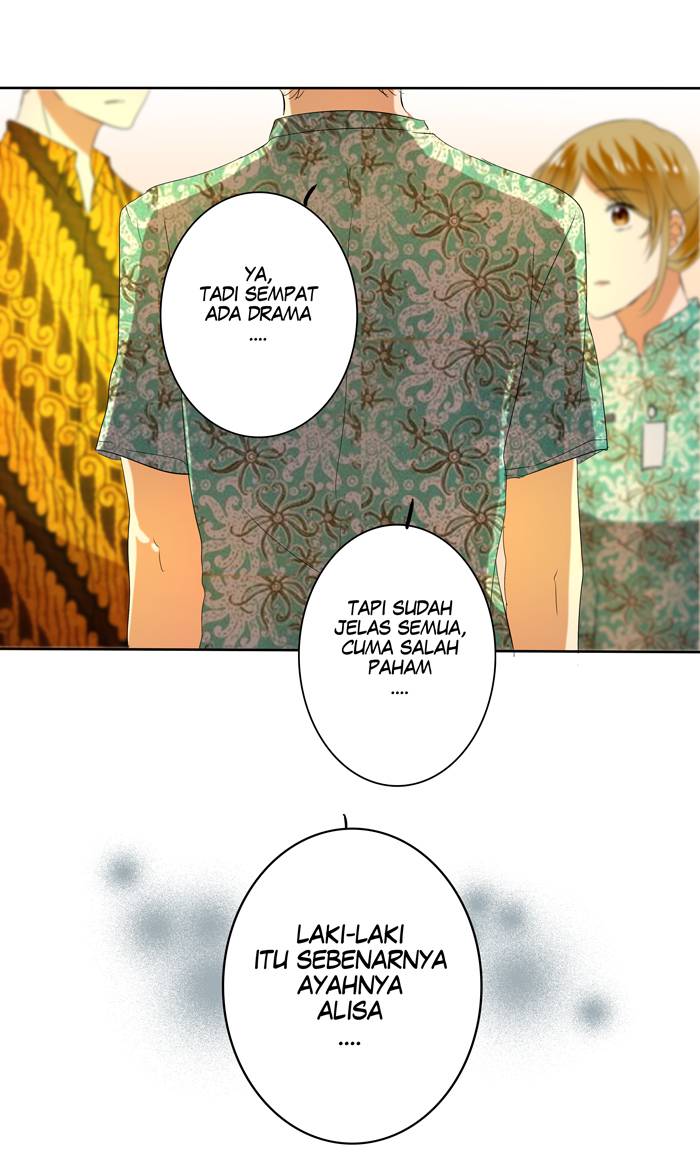 YA,
TADI SEMPAT
ADA DRAMA
....
TAPI SUDAH
JELAS SEMUA,
CUMA SALAH
PAHAM
....
LAKI-LAKI
ITU SEBENARNYA
AYAHNYA
ALISA
....